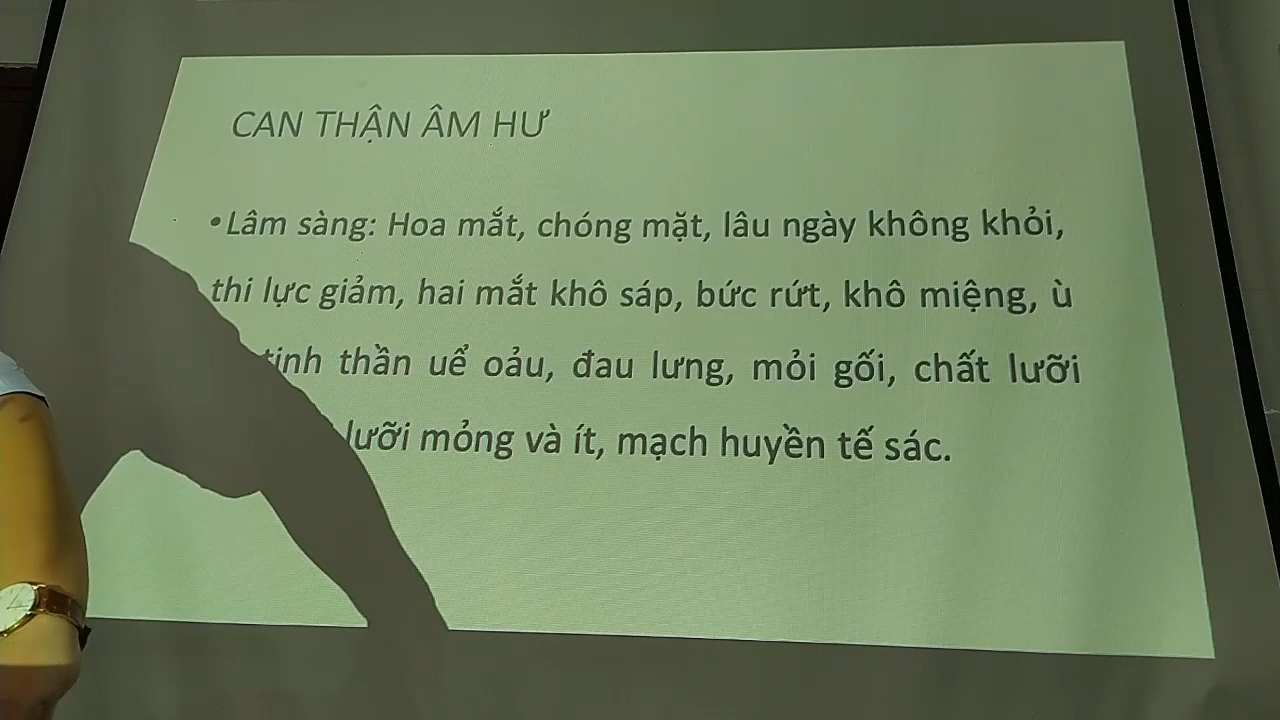 CAN THẬN ÂM HƯ
•Lâm sàng: Hoa mắt, chóng mặt, lâu ngày không khỏi,
thi lực giảm, hai mắt khô sáp, bức rứt, khô miệng, ù
tinh thần uể oảu, đau lưng, mỏi gối, chất lưỡi
lưỡi mỏng và ít, mạch huyền tế sác.